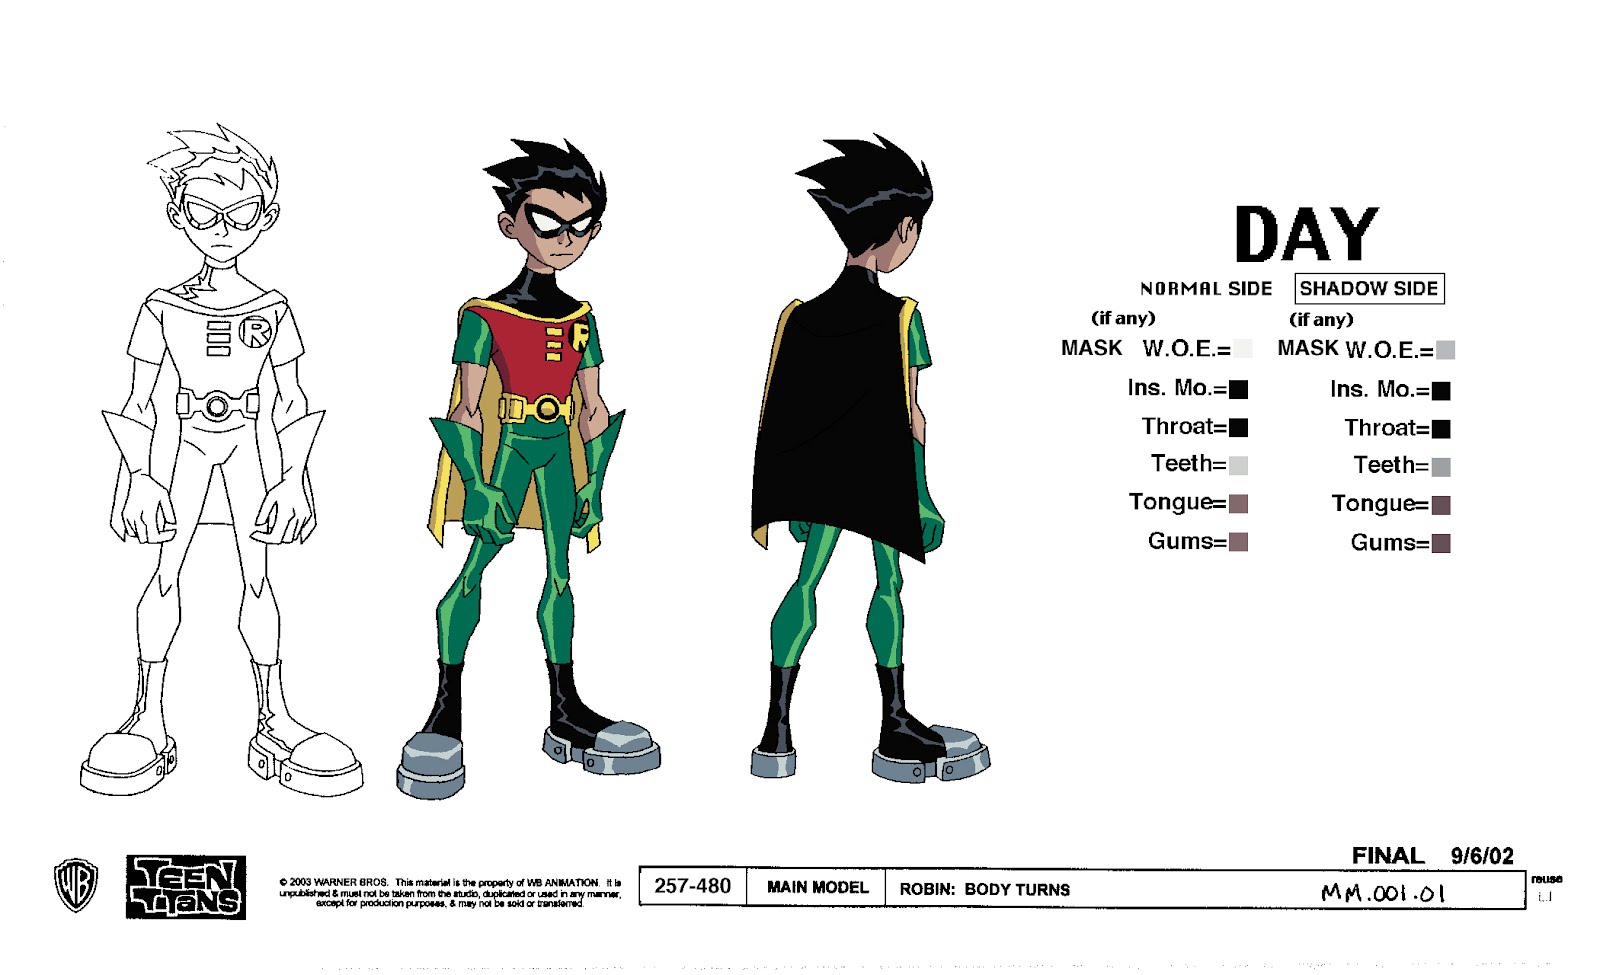 R
R
DAY
NORMAL SIDE SHADOW SIDE
(if any) (if any)
MASK W.O.E.= MASK W.O.E.=
Ins. Mo.= Ins. Mo.=
Throat= Throat=
Teeth= Teeth=
Tongue= Tongue=
Gums= Gums=
FINAL 9/6/02
WB
TEEN
TITANS
© 2003 WARNER BROS. This material is the property of WB ANIMATION. It is
unpublished & must not be taken from the studio, duplicated or used in any manner,
except for production purposes, & may not be sold or transferred.
257-480 MAIN MODEL ROBIN: BODY TURNS MM.001.01
reuse